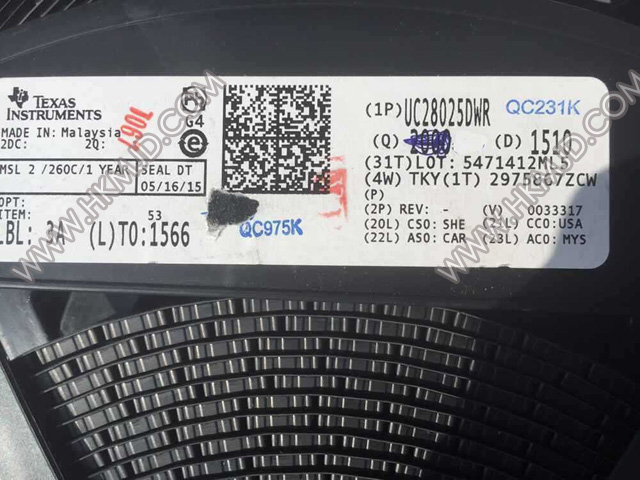 TEXAS
INSTRUMENTS
MADE IN: Malaysia
2DC: 2Q:
G4
MSL 2 /260C/1 YEAR SEAL DT
05/16/15
OPT:
ITEM: 53
LBL: 3A (L)TO:1566
QC975K
(1P) UC28025DWR QC231K
(Q) (D) 1510
(31T)LOT: 5471412ML5
(4W) TKY(1T) 2975867ZCW
(P)
(2P) REV: - (V) 0033317
(20L) CSO: SHE (21L) CCO:USA
(22L) ASO: CAR (23L) ACO: MYS
WWW.HKMJD.COM